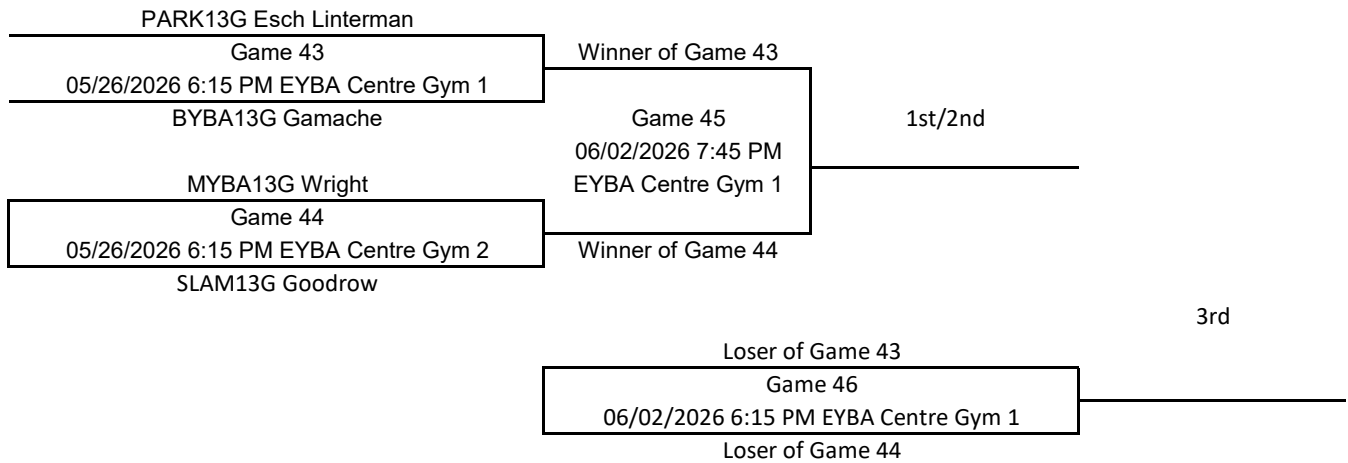 PARK13G Esch Linterman
Game 43
05/26/2026 6:15 PM EYBA Centre Gym 1
BYBA13G Gamache
Winner of Game 43
Game 45
06/02/2026 7:45 PM
EYBA Centre Gym 1
1st/2nd
MYBA13G Wright
Game 44
05/26/2026 6:15 PM EYBA Centre Gym 2
SLAM13G Goodrow
Winner of Game 44
3rd
Loser of Game 43
Game 46
06/02/2026 6:15 PM EYBA Centre Gym 1
Loser of Game 44